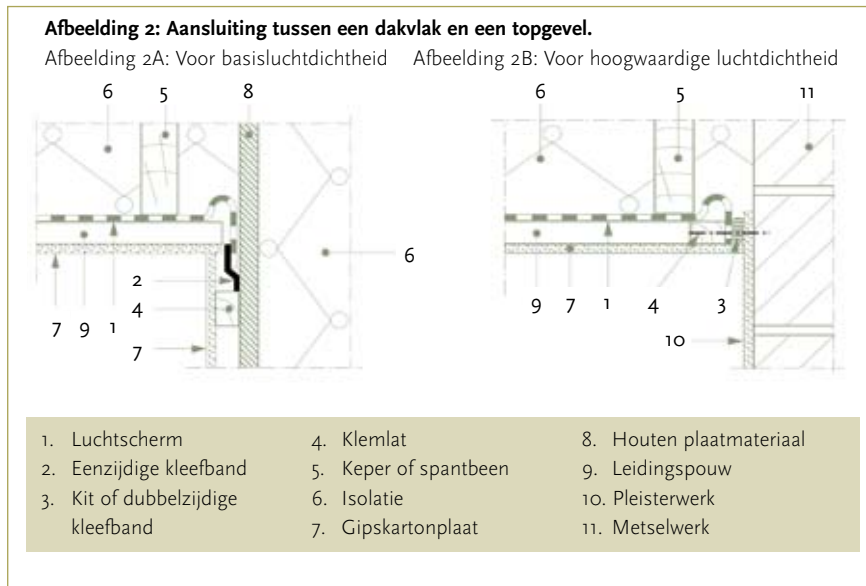 Afbeelding 2: Aansluiting tussen een dakvlak en een topgevel.
Afbeelding 2A: Voor basisluchtdichtheid
Afbeelding 2B: Voor hoogwaardige luchtdichtheid
6 5 8
6
2
4
7 9 1
7
6 5 11
9 7 1 4 3
10
1. Luchtscherm
2. Eenzijdige kleefband
3. Kit of dubbelzijdige
kleefband
4. Klemlat
5. Keper of spantbeen
6. Isolatie
7. Gipskartonplaat
8. Houten plaatmateriaal
9. Leidingspouw
10. Pleisterwerk
11. Metselwerk